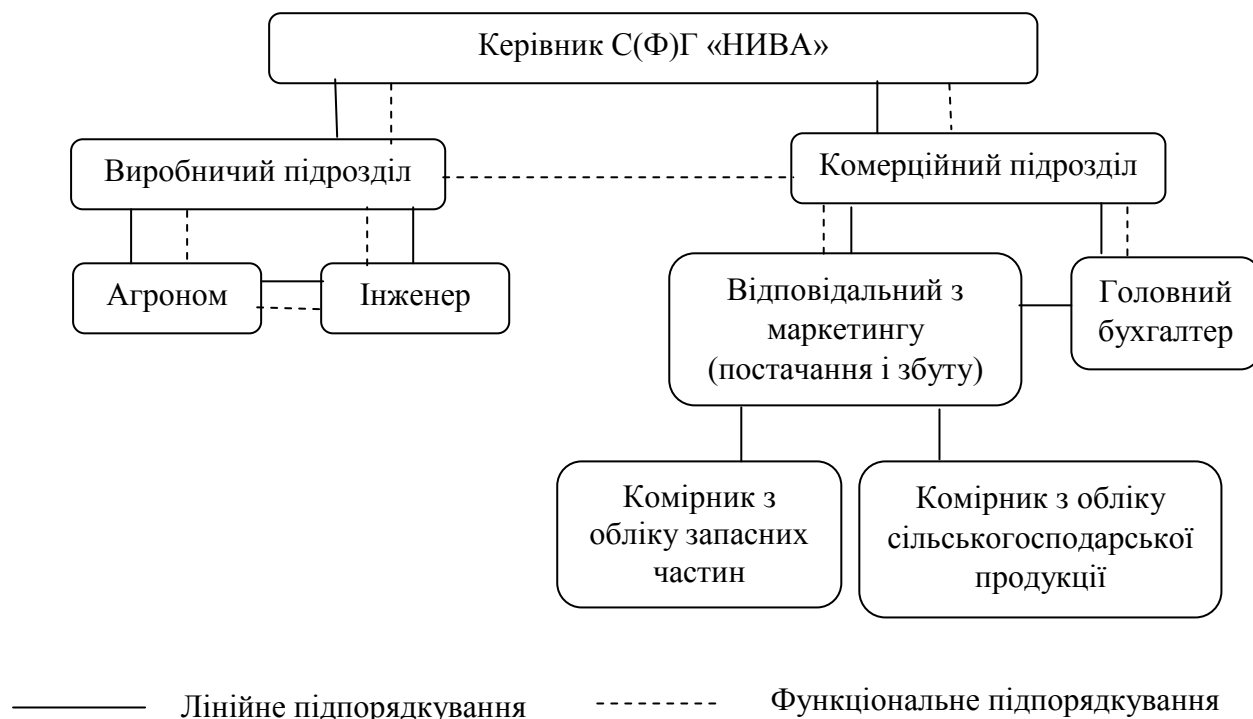 Керівник С(Ф)Г «НИВА»
Виробничий підрозділ
Комерційний підрозділ
Агроном
Інженер
Відповідальний з
маркетингу
(постачання і збуту)
Головний
бухгалтер
Комірник з
обліку запасних
частин
Комірник з обліку
сільськогосподарської
продукції
Лінійне підпорядкування
Функціональне підпорядкування